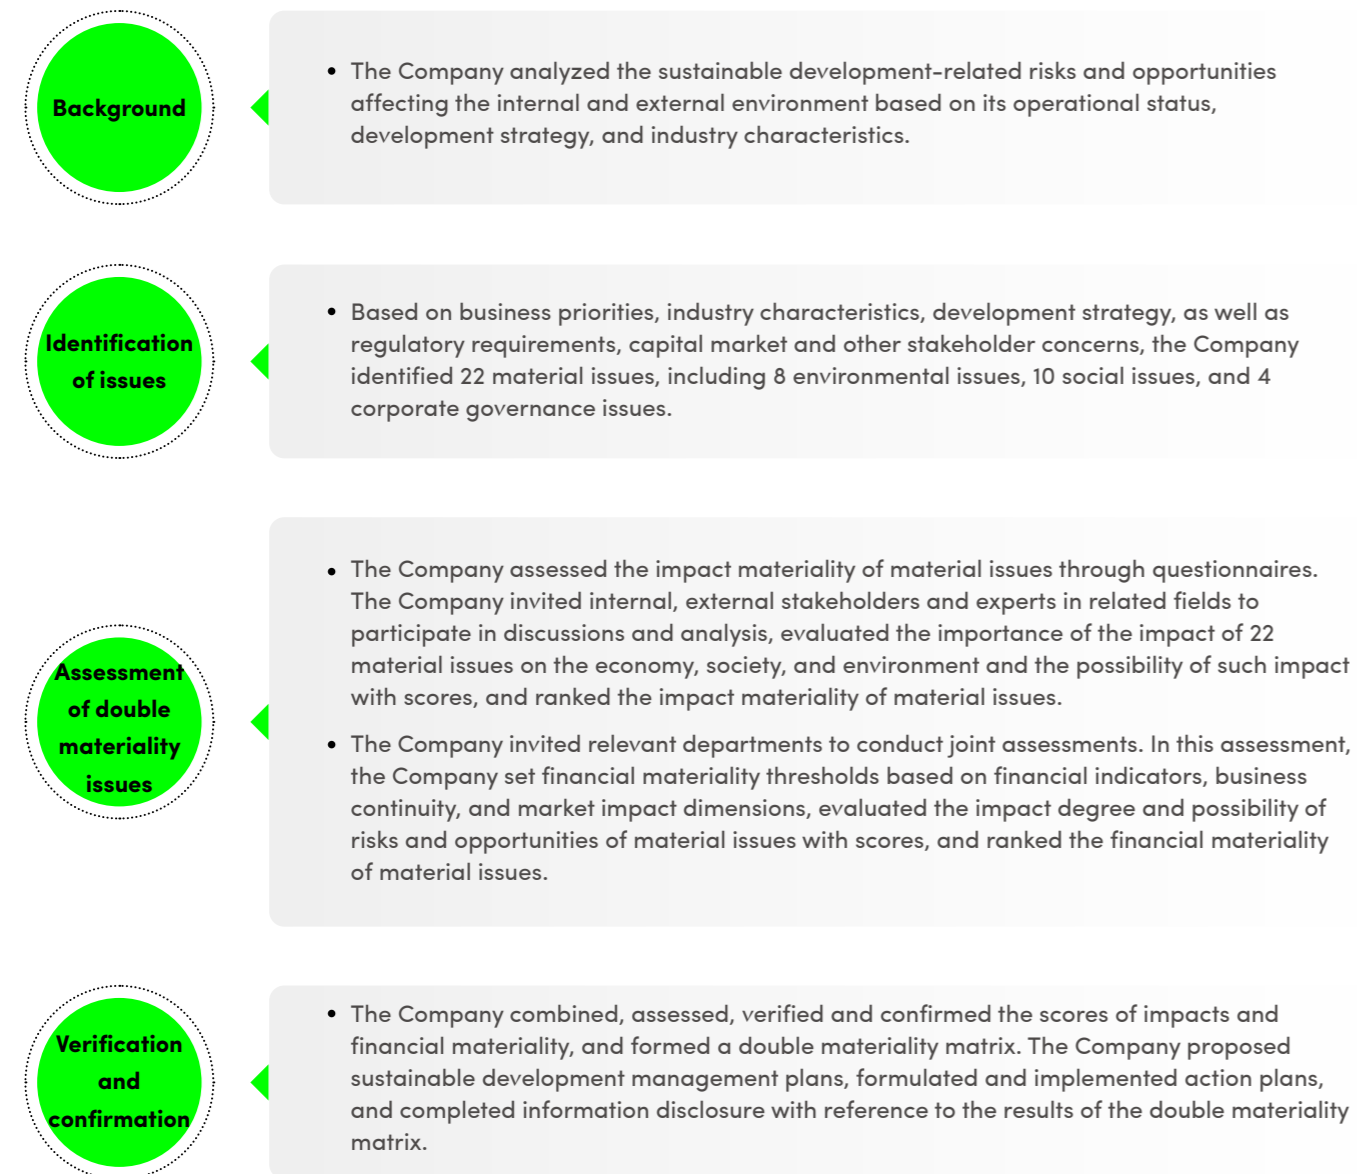 Background
• The Company analyzed the sustainable development-related risks and opportunities
affecting the internal and external environment based on its operational status,
development strategy, and industry characteristics.
Identification
of issues
• Based on business priorities, industry characteristics, development strategy, as well as
regulatory requirements, capital market and other stakeholder concerns, the Company
identified 22 material issues, including 8 environmental issues, 10 social issues, and 4
corporate governance issues.
Assessment
of double
materiality
issues
• The Company assessed the impact materiality of material issues through questionnaires.
The Company invited internal, external stakeholders and experts in related fields to
participate in discussions and analysis, evaluated the importance of the impact of 22
material issues on the economy, society, and environment and the possibility of such impact
with scores, and ranked the impact materiality of material issues.
• The Company invited relevant departments to conduct joint assessments. In this assessment,
the Company set financial materiality thresholds based on financial indicators, business
continuity, and market impact dimensions, evaluated the impact degree and possibility of
risks and opportunities of material issues with scores, and ranked the financial materiality
of material issues.
Verification
and
confirmation
• The Company combined, assessed, verified and confirmed the scores of impacts and
financial materiality, and formed a double materiality matrix. The Company proposed
sustainable development management plans, formulated and implemented action plans,
and completed information disclosure with reference to the results of the double materiality
matrix.